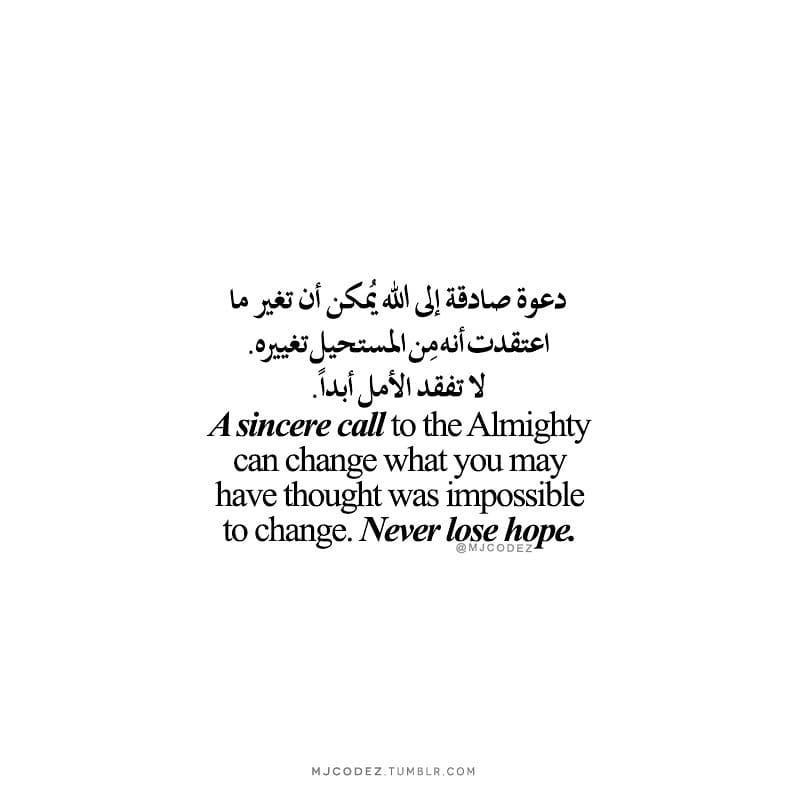 دعوة صادقة إلى الله يُمكن أن تغير ما
اعتقدت أنه مِن المستحيل تغييره.
لا تفقد الأمل أبداً.
A sincere call to the Almighty
can change what you may
have thought was impossible
to change. Never lose hope.
@MJCODEZ
MJCODEZ.TUMBLR.COM